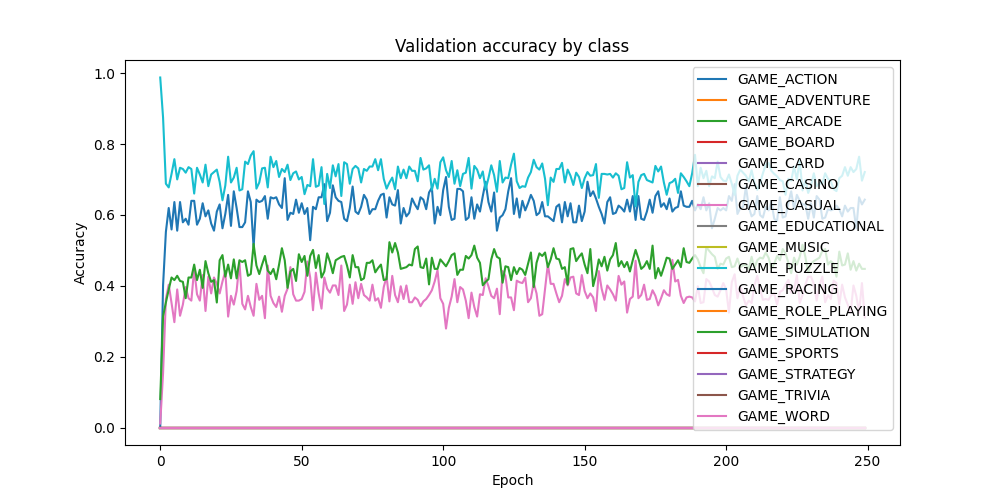 Validation accuracy by class
Accuracy
1.0
0.8
0.6
0.4
0.2
0.0
0
50
100
150
200
250
Epoch
GAME_ACTION
GAME_ADVENTURE
GAME_ARCADE
GAME_BOARD
GAME_CARD
GAME_CASINO
GAME_CASUAL
GAME_EDUCATIONAL
GAME_MUSIC
GAME_PUZZLE
GAME_RACING
GAME_ROLE_PLAYING
GAME_SIMULATION
GAME_SPORTS
GAME_STRATEGY
GAME_TRIVIA
GAME_WORD